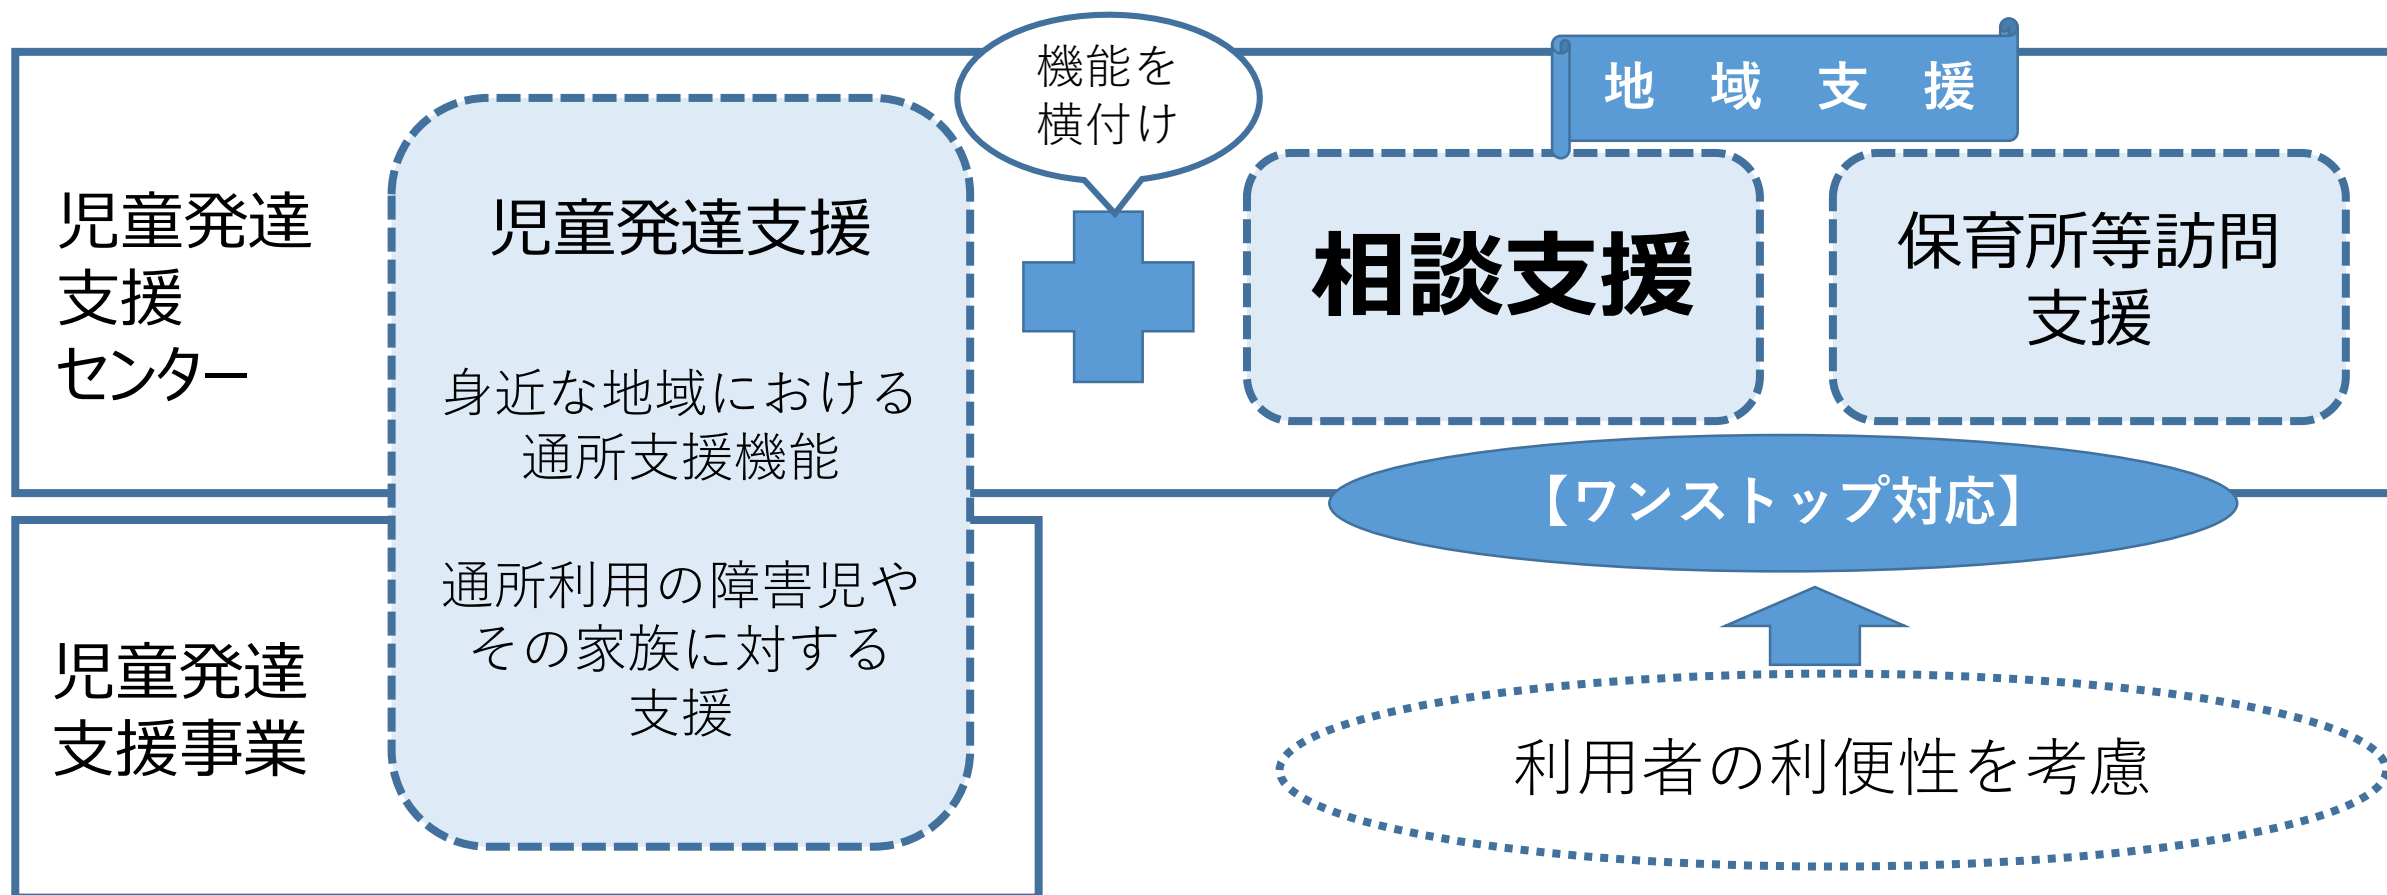 機能を
横付け
地域支援
児童発達
支援
センター
児童発達支援
身近な地域における
通所支援機能
通所利用の障害児や
その家族に対する
支援
相談支援
保育所等訪問
支援
【ワンストップ対応】
児童発達
支援事業
利用者の利便性を考慮